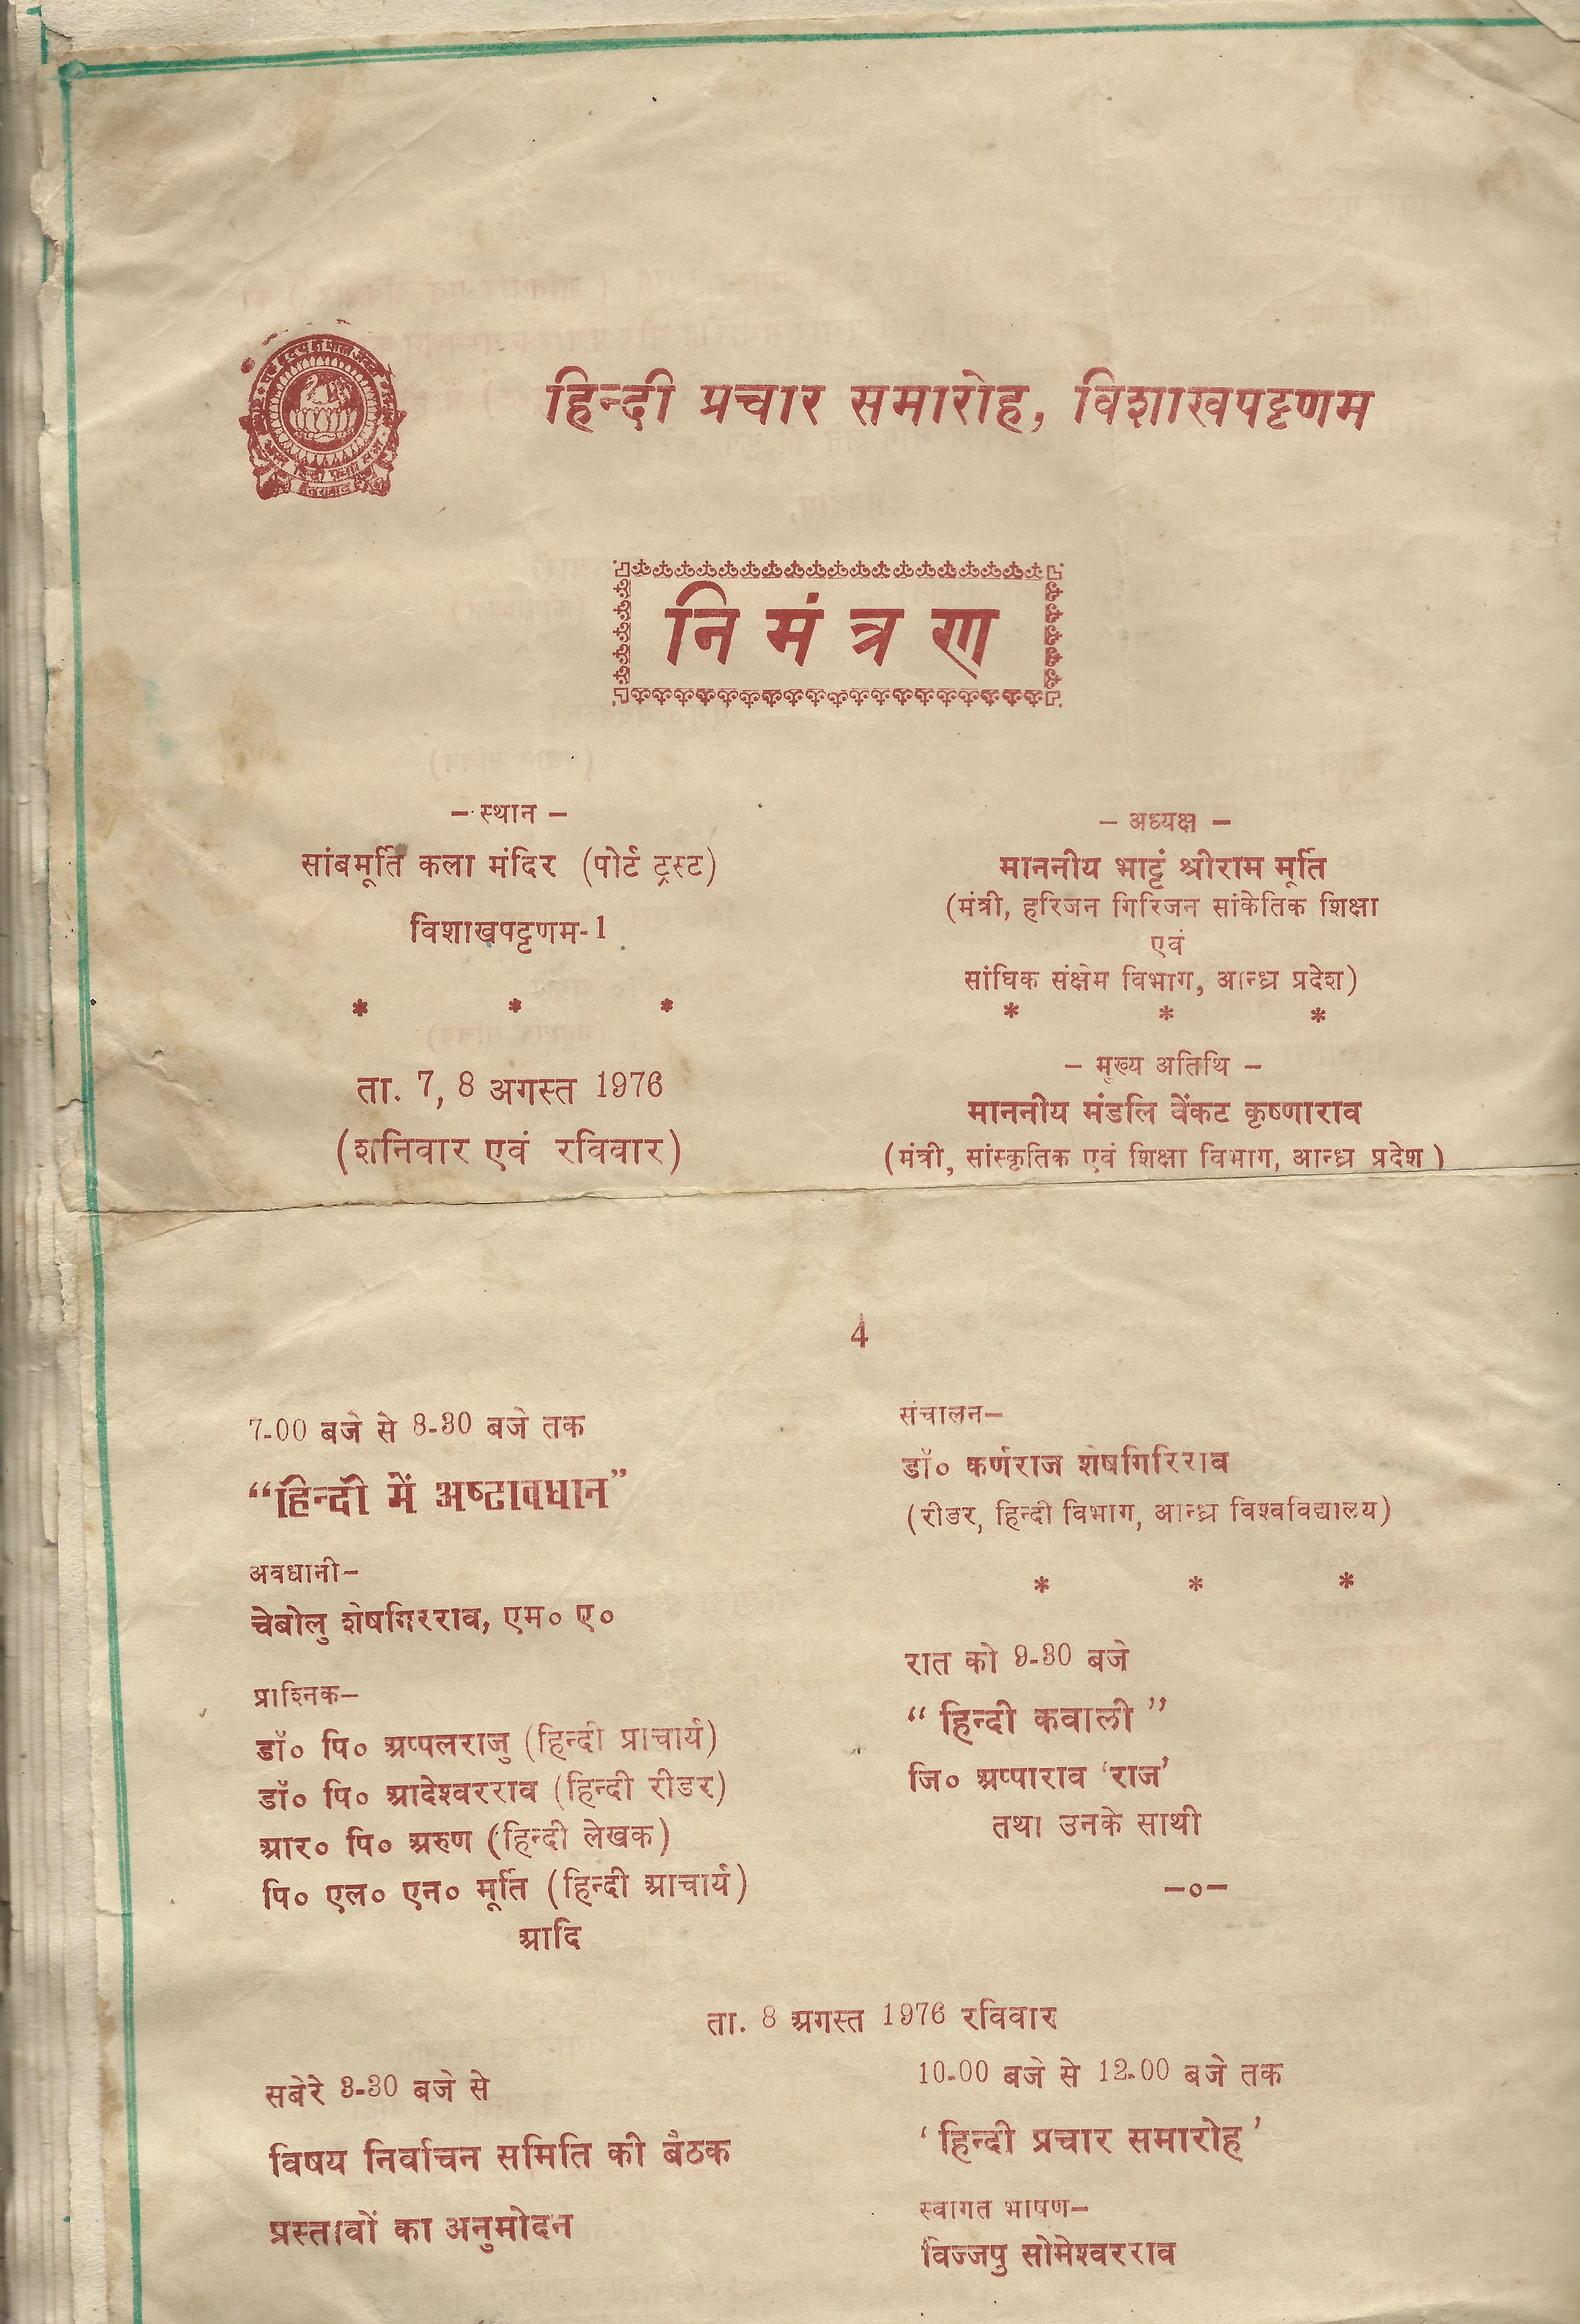 हिन्दी प्रचार समारोह, विशाखपट्टणम
निमंत्रण
– स्थान –
सांबमूर्ति कला मंदिर (पोर्ट ट्रस्ट)
विशाखपट्टणम-1
* * *
ता. 7, 8 अगस्त 1976
(शनिवार एवं रविवार)
– अध्यक्ष –
माननीय भाट्टं श्रीराम मूर्ति
(मंत्री, हरिजन गिरिजन सांकेतिक शिक्षा
एवं
सांघिक संक्षेम विभाग, आन्ध्र प्रदेश)
* * *
– मुख्य अतिथि –
माननीय मंडलि वेंकट कृष्णाराव
(मंत्री, सांस्कृतिक एवं शिक्षा विभाग, आन्ध्र प्रदेश)
4
7-00 बजे से 8-30 बजे तक
“हिन्दी में अष्टावधान”
अवधानी–
चेबोलु शेषगिरराव, एम० ए०
प्राश्निक–
डॉ० पि० अप्पलराजु (हिन्दी प्राचार्य)
डॉ० पि० आदेश्वरराव (हिन्दी रीडर)
आर० पि० अरुण (हिन्दी लेखक)
पि० एल० एन० मूर्ति (हिन्दी आचार्य)
आदि
संचालन–
डॉ० कर्णराज शेषगिरिराव
(रीडर, हिन्दी विभाग, आन्ध्र विश्वविद्यालय)
* * *
रात को 9-30 बजे
“ हिन्दी कवाली ”
जि० अप्पाराव ‘राज’
तथा उनके साथी
–०–
ता. 8 अगस्त 1976 रविवार
सबेरे 8-30 बजे से
विषय निर्वाचन समिति की बैठक
प्रस्तावों का अनुमोदन
10-00 बजे से 12-00 बजे तक
‘ हिन्दी प्रचार समारोह ’
स्वागत भाषण–
विज्जपु सोमेश्वरराव